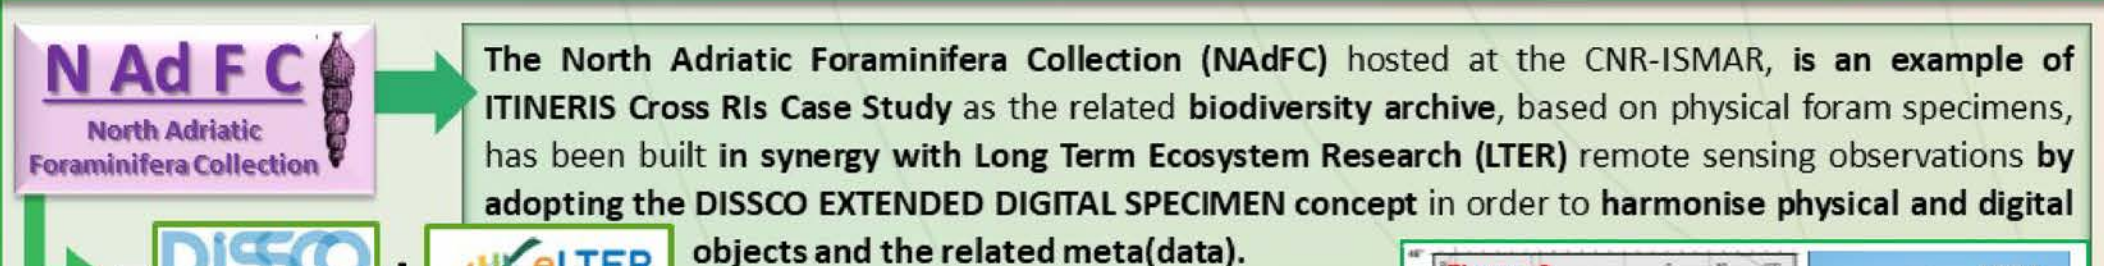 N Ad F C
North Adriatic
Foraminifera Collection
The North Adriatic Foraminifera Collection (NAdFC) hosted at the CNR-ISMAR, is an example of
ITINERIS Cross RIs Case Study as the related biodiversity archive, based on physical foram specimens,
has been built in synergy with Long Term Ecosystem Research (LTER) remote sensing observations by
adopting the DISSCO EXTENDED DIGITAL SPECIMEN concept in order to harmonise physical and digital
objects and the related meta(data).
DiSSCo
eLTER